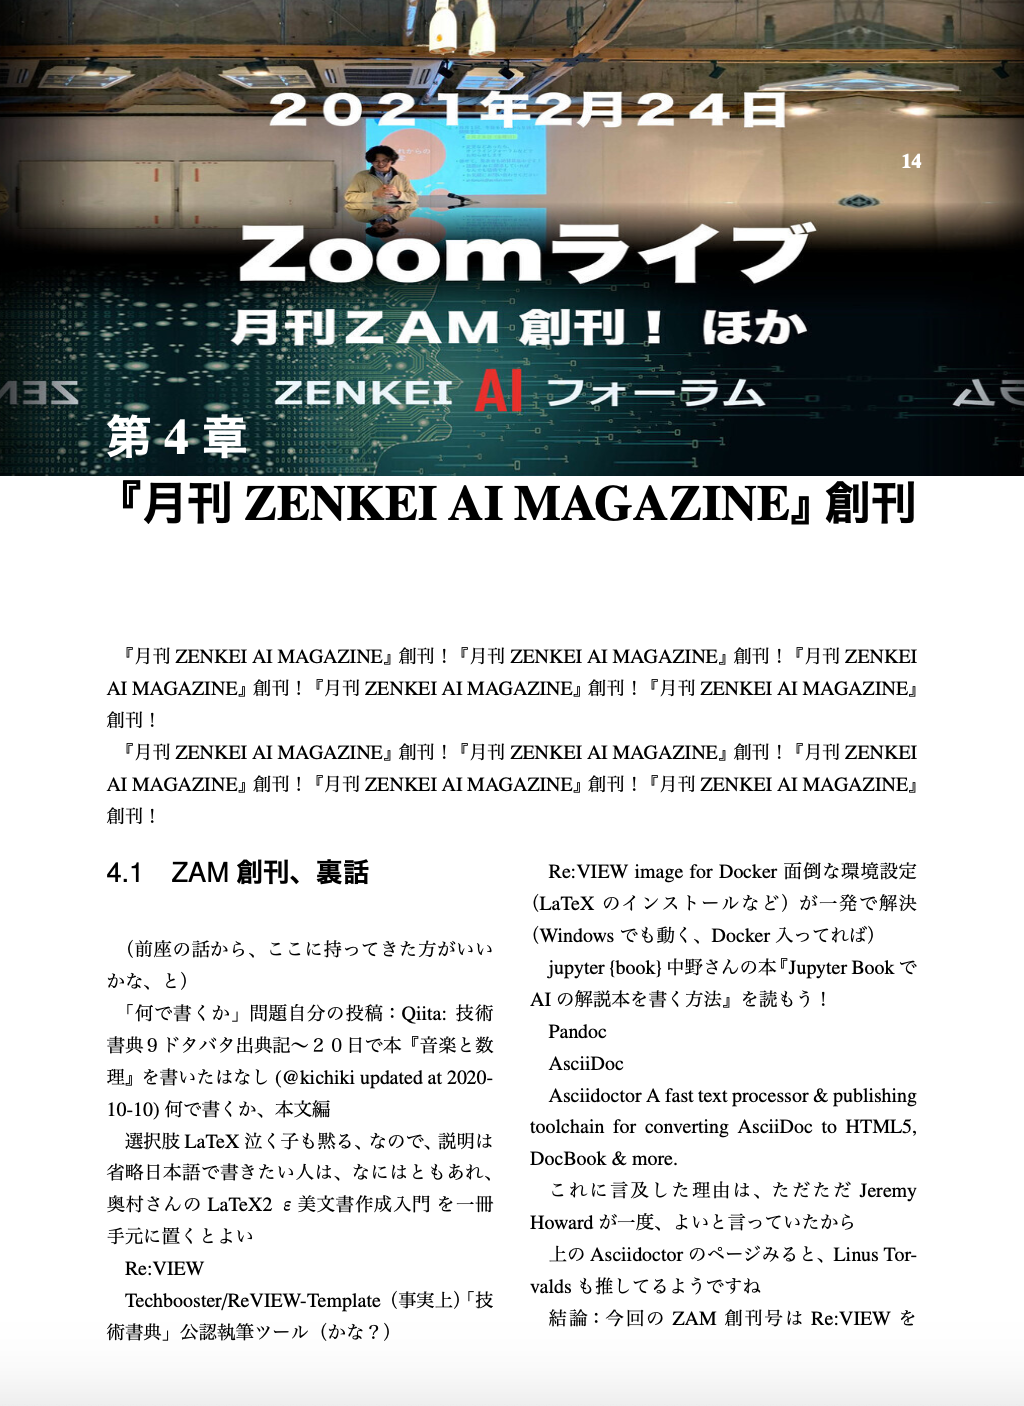 ２０２１年2月２４日
14
Zoomライブ
月刊ＺＡＭ 創刊！ ほか
ZENKEI AI フォーラム
第 4 章
『月刊 ZENKEI AI MAGAZINE』創刊
『月刊 ZENKEI AI MAGAZINE』創刊！『月刊 ZENKEI AI MAGAZINE』創刊！『月刊 ZENKEI
AI MAGAZINE』創刊！『月刊 ZENKEI AI MAGAZINE』創刊！『月刊 ZENKEI AI MAGAZINE』
創刊！
『月刊 ZENKEI AI MAGAZINE』創刊！『月刊 ZENKEI AI MAGAZINE』創刊！『月刊 ZENKEI
AI MAGAZINE』創刊！『月刊 ZENKEI AI MAGAZINE』創刊！『月刊 ZENKEI AI MAGAZINE』
創刊！
4.1 ZAM 創刊、裏話
（前座の話から、ここに持ってきた方がいい
かな、と）
「何で書くか」問題自分の投稿：Qiita: 技術
書典９ドタバタ出典記〜２０日で本『音楽と数
理』を書いたはなし (@kichiki updated at 2020-
10-10) 何で書くか、本文編
選択肢 LaTeX 泣く子も黙る、なので、説明は
省略日本語で書きたい人は、なにはともあれ、
奥村さんの LaTeX2 ε美文書作成入門 を一冊
手元に置くとよい
Re:VIEW
Techbooster/ReVIEW-Template（事実上）「技
術書典」公認執筆ツール（かな？）
Re:VIEW image for Docker 面倒な環境設定
（LaTeX のインストールなど）が一発で解決
（Windows でも動く、Docker 入ってれば）
jupyter {book} 中野さんの本『Jupyter Book で
AI の解説本を書く方法』を読もう！
Pandoc
AsciiDoc
Asciidoctor A fast text processor & publishing
toolchain for converting AsciiDoc to HTML5,
DocBook & more.
これに言及した理由は、ただただ Jeremy
Howard が一度、よいと言っていたから
上の Asciidoctor のページみると、Linus Tor-
valds も推してるようですね
結論：今回の ZAM 創刊号は Re:VIEW を